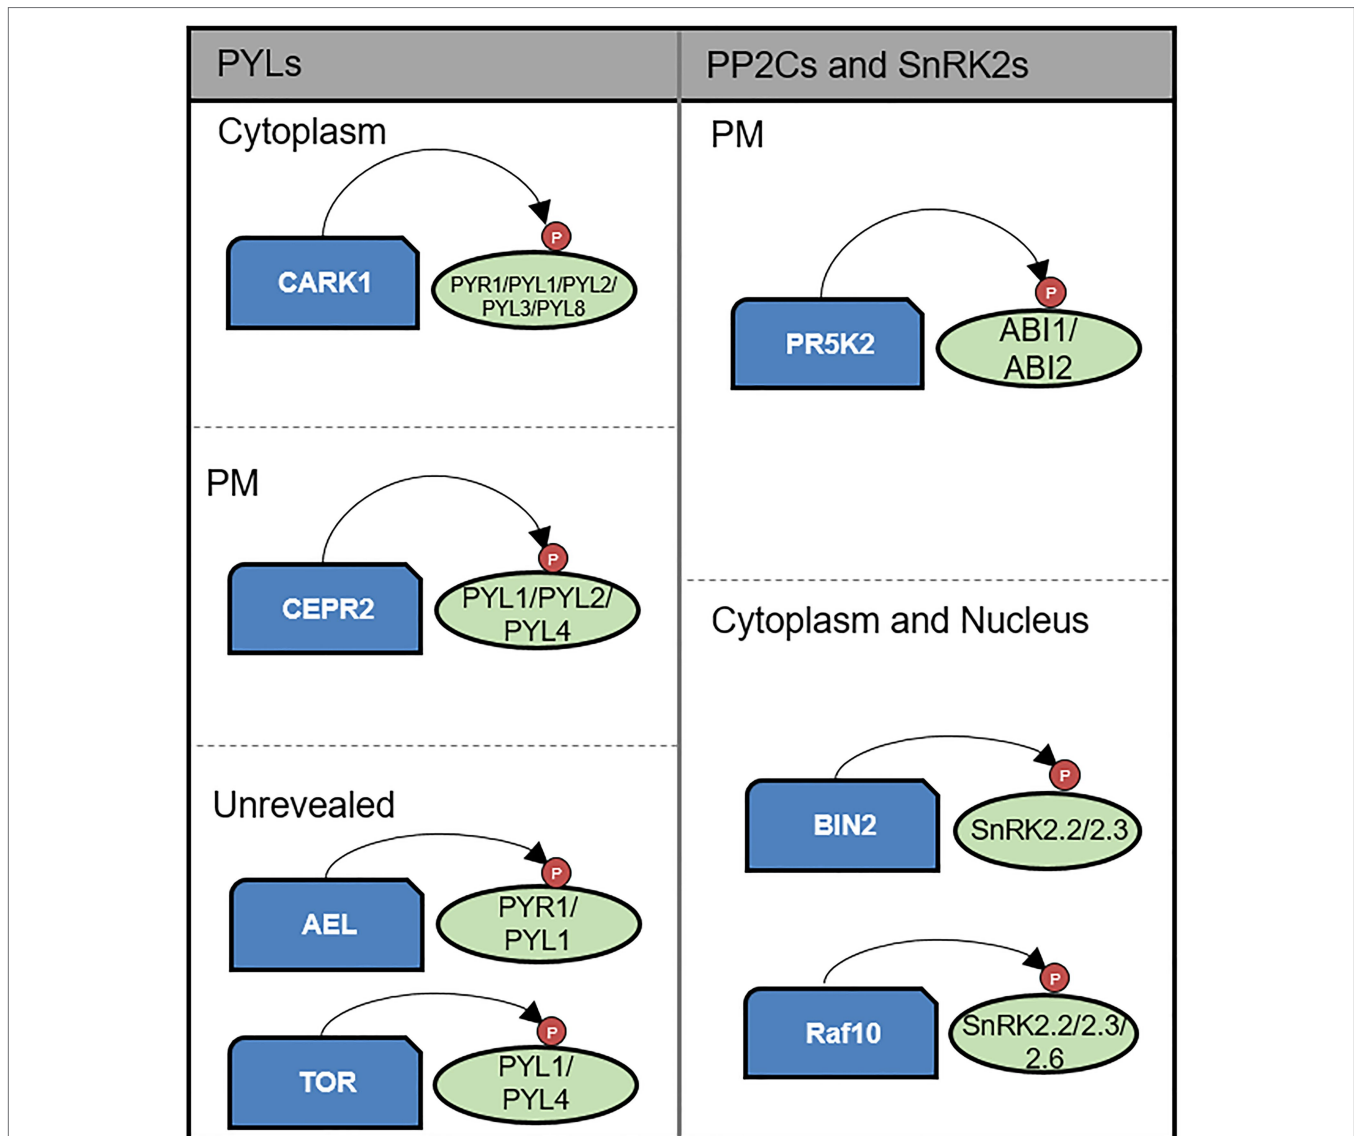 PYLs
Cytoplasm
P
CARK1
PYR1/PYL1/PYL2/
PYL3/PYL8
PM
P
CEPR2
PYL1/PYL2/
PYL4
Unrevealed
P
AEL
PYR1/
PYL1
P
TOR
PYL1/
PYL4
PP2Cs and SnRK2s
PM
P
PR5K2
ABI1/
ABI2
Cytoplasm and Nucleus
P
BIN2
SnRK2.2/2.3
P
Raf10
SnRK2.2/2.3/
2.6